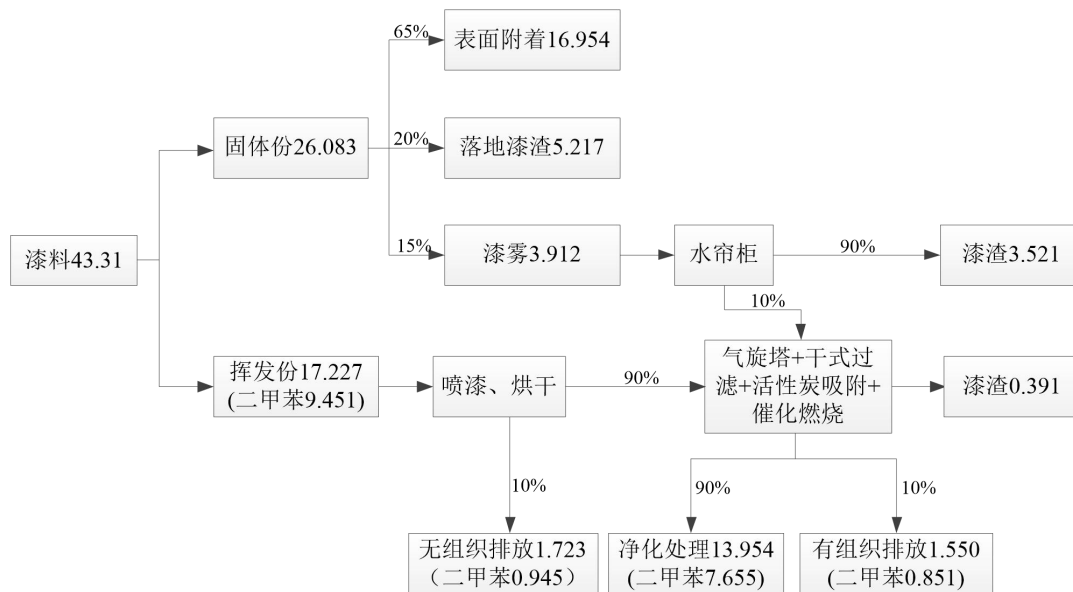 65%
表面附着16.954
固体份26.083
20%
落地漆渣5.217
漆料43.31
15%
漆雾3.912
水帘柜
90%
漆渣3.521
10%
挥发份17.227
(二甲苯9.451)
喷漆、烘干
90%
气旋塔+干式过
滤+活性炭吸附+
催化燃烧
漆渣0.391
10%
90%
10%
无组织排放1.723
（二甲苯0.945）
净化处理13.954
(二甲苯7.655)
有组织排放1.550
(二甲苯0.851)